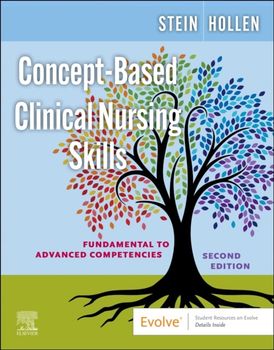 STEIN HOLLEN
Concept-Based
Clinical Nursing
Skills
FUNDAMENTAL TO
ADVANCED COMPETENCIES
SECOND
EDITION
ELSEVIER
Evolve
Student Resources on Evolve
Details Inside